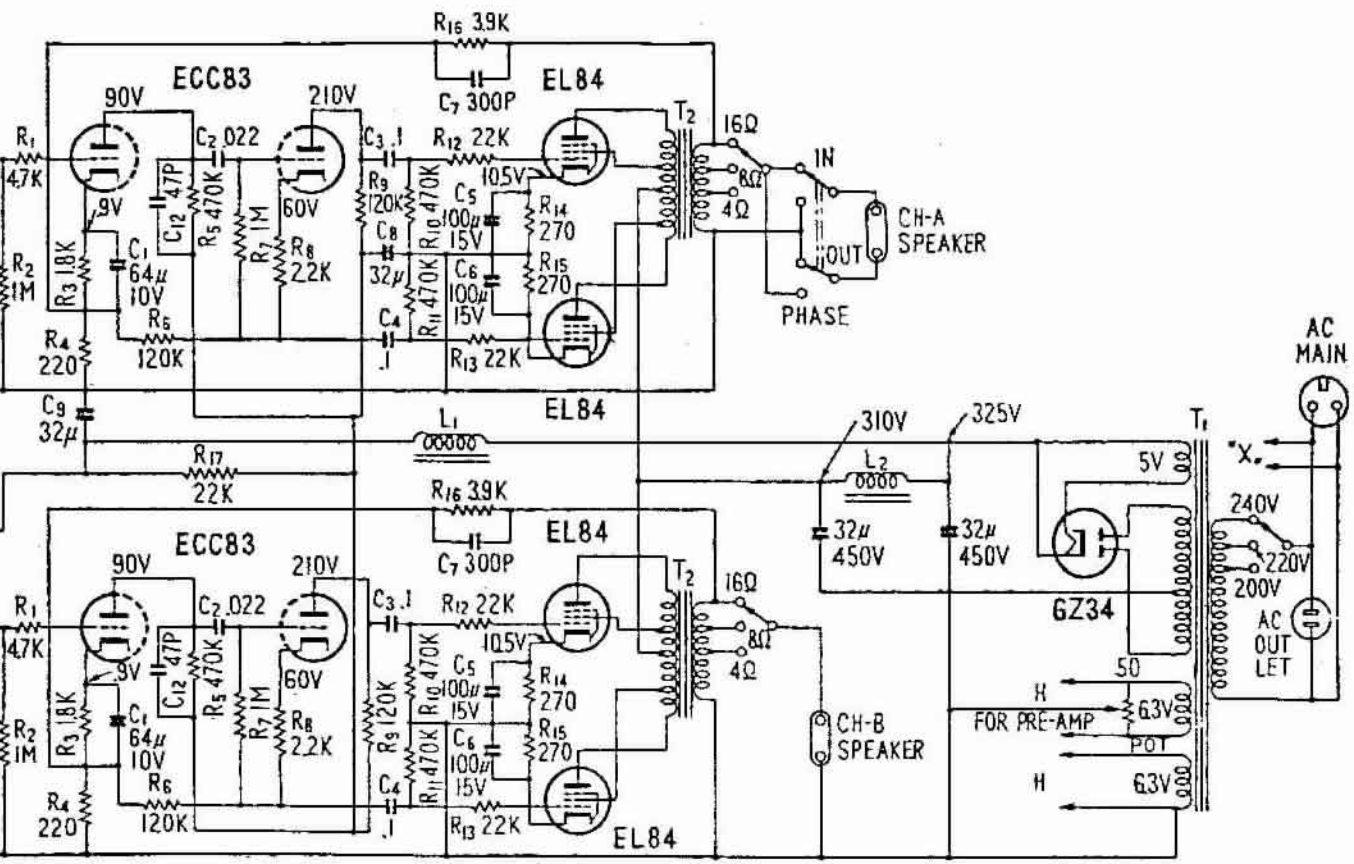 R16 3.9K
C7 300P
ECC83
EL84
90V
210V
T2
16Ω
8Ω
4Ω
IN
OUT
CH-A
SPEAKER
PHASE
R1
4.7K
C2 .022
C3 .1
R12 22K
47P
C12
R5 470K
R7 1M
R9
120K
R10 470K
10.5V
C5
100μ
15V
R14
270
.9V
60V
C1
64μ
10V
R8
2.2K
C8
32μ
R2
1M
R3 1.8K
R11 470K
C6
100μ
15V
R15
270
R6
120K
C4
.1
R13 22K
R4
220
EL84
C9
32μ
L1
R17
22K
310V
325V
L2
32μ
450V
32μ
450V
AC
MAIN
T1
"X"
5V
240V
220V
200V
GZ34
AC
OUT
LET
50
H
FOR PRE-AMP
6.3V
POT
H
6.3V
R16 3.9K
C7 300P
ECC83
EL84
90V
210V
T2
16Ω
8Ω
4Ω
R1
4.7K
C2 .022
C3 .1
R12 22K
47P
C12
R5 470K
R7 1M
R9 120K
R10 470K
10.5V
C5
100μ
15V
R14
270
.9V
60V
C1
64μ
10V
R8
2.2K
R2
1M
R3 1.8K
R11 470K
C6
100μ
15V
R15
270
CH-B
SPEAKER
R6
120K
C4
.1
R13 22K
R4
220
EL84